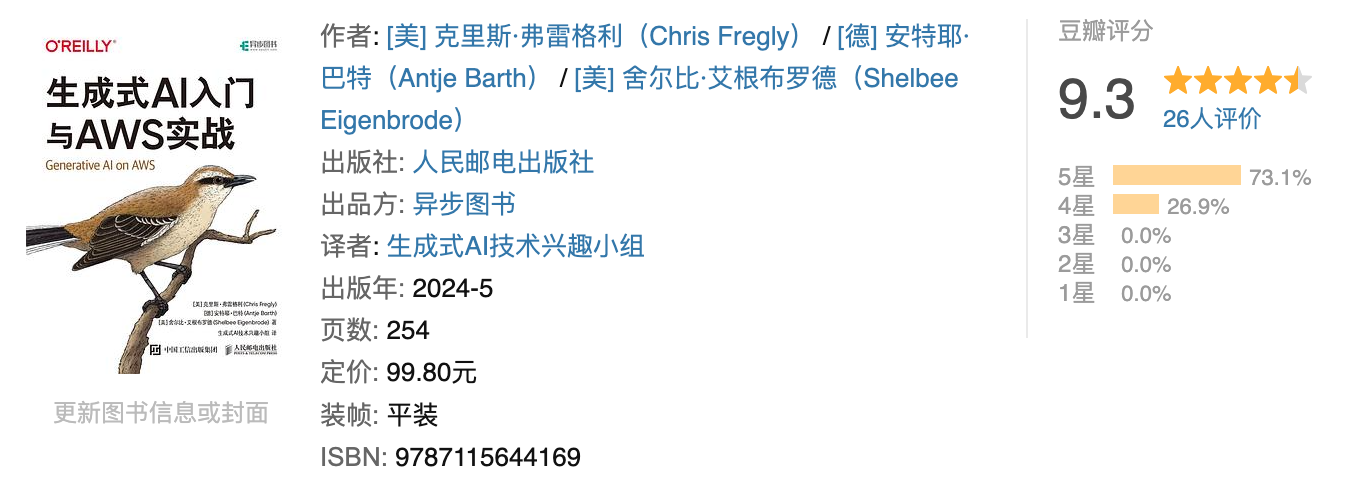 O'REILLY®
异步图书
生成式AI入门
与AWS实战
Generative AI on AWS
[美] 克里斯·弗雷格利 (Chris Fregly)
[德] 安特耶·巴特 (Antje Barth)
[美] 舍尔比·艾根布罗德 (Shelbee Eigenbrode) 著
生成式AI技术兴趣小组 译
中国工信出版集团 人民邮电出版社
POSTS & TELECOM PRESS
更新图书信息或封面
作者: [美] 克里斯·弗雷格利（Chris Fregly） / [德] 安特耶·
巴特（Antje Barth） / [美] 舍尔比·艾根布罗德（Shelbee
Eigenbrode）
出版社: 人民邮电出版社
出品方: 异步图书
译者: 生成式AI技术兴趣小组
出版年: 2024-5
页数: 254
定价: 99.80元
装帧: 平装
ISBN: 9787115644169
豆瓣评分
9.3
26人评价
5星 73.1%
4星 26.9%
3星 0.0%
2星 0.0%
1星 0.0%